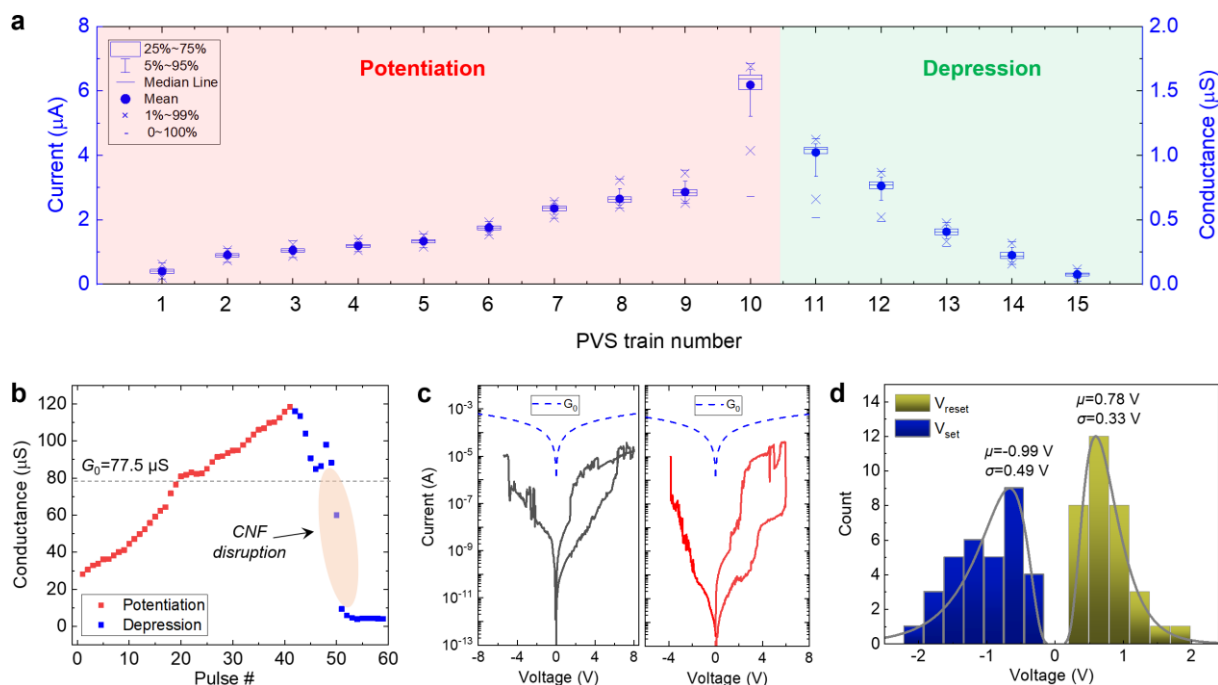 a
8
6
4
2
0
Current (μA)
25%~75%
5%~95%
Median Line
Mean
1%~99%
0~100%
Potentiation
Depression
2.0
1.5
1.0
0.5
0.0
Conductance (μS)
1 2 3 4 5 6 7 8 9 10 11 12 13 14 15
PVS train number
b
120
100
80
60
40
20
0
Conductance (μS)
G0=77.5 μS
CNF
disruption
Potentiation
Depression
0 10 20 30 40 50 60
Pulse #
c
G0
G0
10-3
10-5
10-7
10-9
10-11
10-13
Current (A)
-8 -4 0 4 8
Voltage (V)
-4 0 4 8
Voltage (V)
d
14
12
10
8
6
4
2
0
Count
Vreset
Vset
μ=0.78 V
σ=0.33 V
μ=-0.99 V
σ=0.49 V
-2 -1 0 1 2
Voltage (V)